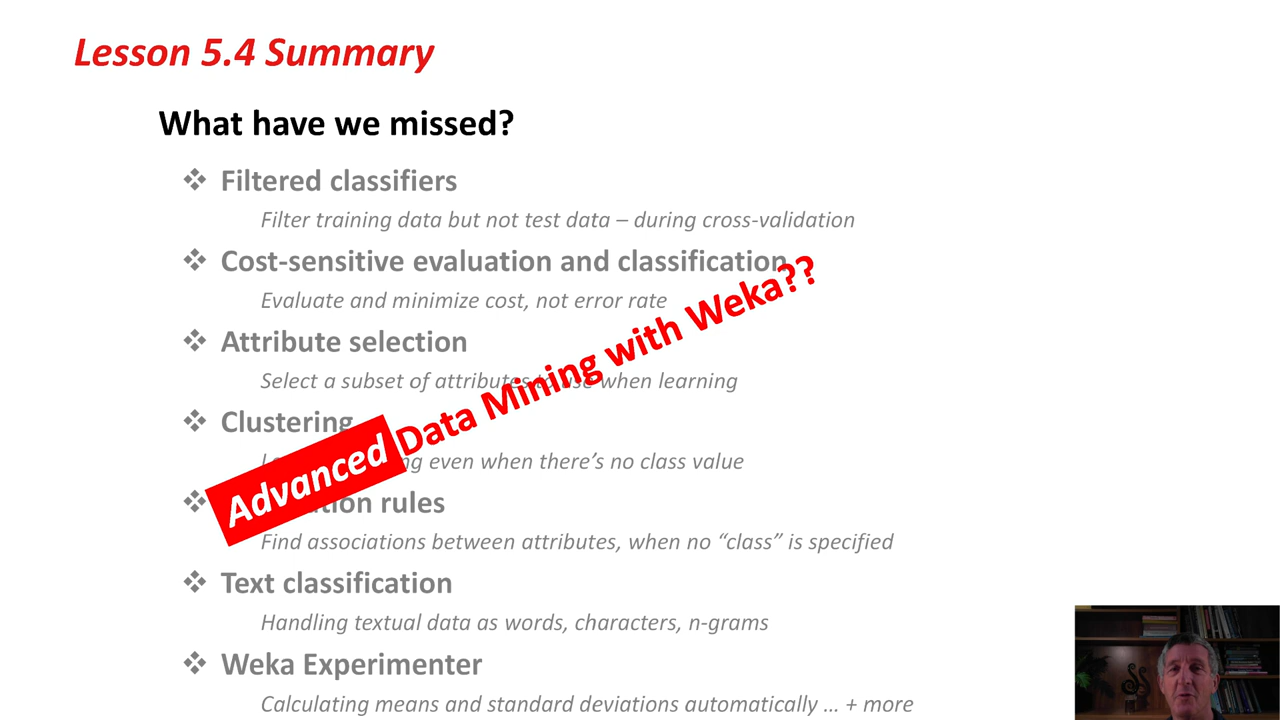 Lesson 5.4 Summary
What have we missed?
❖ Filtered classifiers
Filter training data but not test data – during cross-validation
❖ Cost-sensitive evaluation and classification
Evaluate and minimize cost, not error rate
❖ Attribute selection
Select a subset of attributes to use when learning
❖ Clustering
even when there’s no class value
❖ rules
Find associations between attributes, when no “class” is specified
❖ Text classification
Handling textual data as words, characters, n-grams
❖ Weka Experimenter
Calculating means and standard deviations automatically … + more
Advanced Data Mining with Weka??